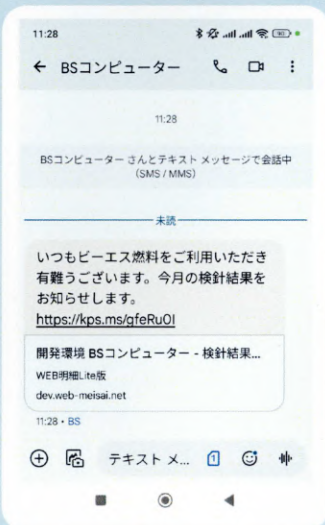 11:28
BSコンピューター
11:28
BSコンピューター さんとテキスト メッセージで会話中
(SMS / MMS)
未読
いつもビーエス燃料をご利用いただき
有難うございます。今月の検針結果を
お知らせします。
https://kps.ms/gfeRu0I
開発環境 BSコンピューター - 検針結果...
WEB明細Lite版
dev.web-meisai.net
11:28・BS
テキスト メ...
1